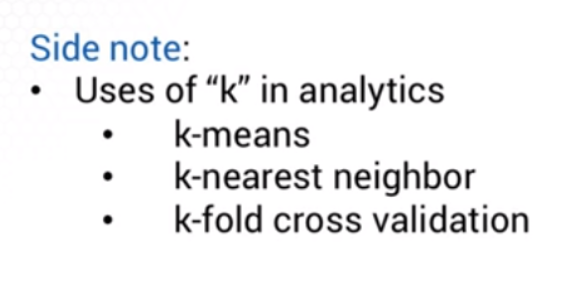 Side note:
• Uses of “k” in analytics
• k-means
• k-nearest neighbor
• k-fold cross validation